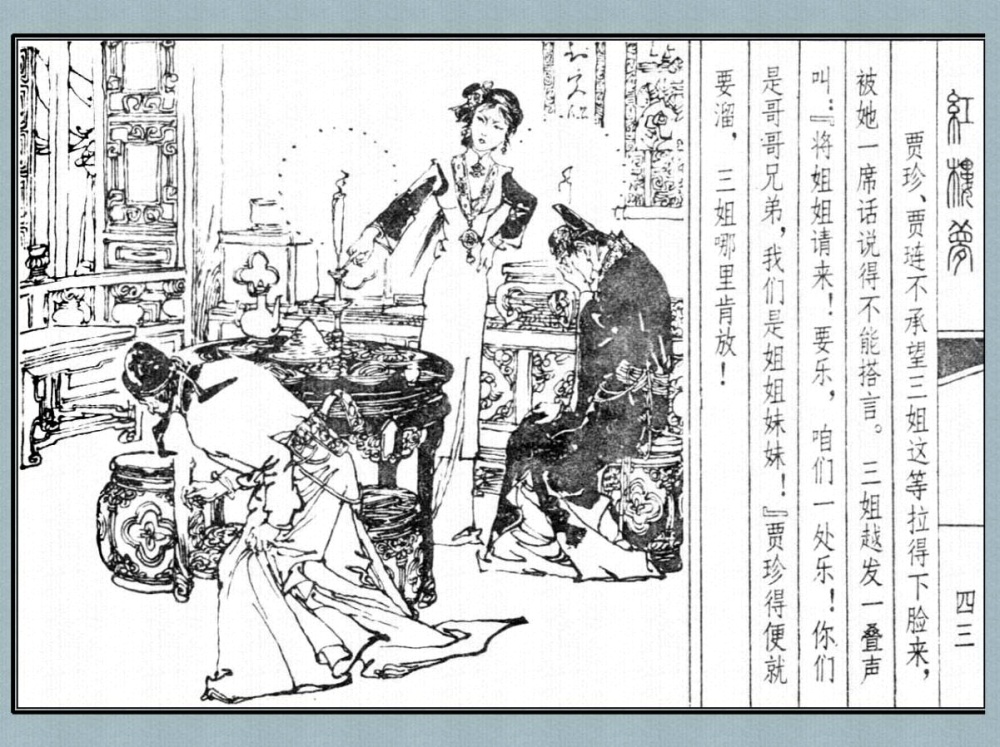 红楼梦
贾珍、贾琏不承望三姐这等拉得下脸来，
被她一席话说得不能搭言。三姐越发一叠声
叫：『将姐姐请来！要乐，咱们一处乐！你们
是哥哥兄弟，我们是姐姐妹妹！』贾珍得便就
要溜，三姐哪里肯放！
四三